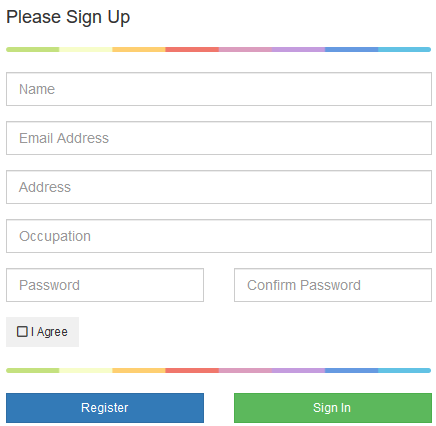 Please Sign Up
Name
Email Address
Address
Occupation
Password Confirm Password
I Agree
Register Sign In